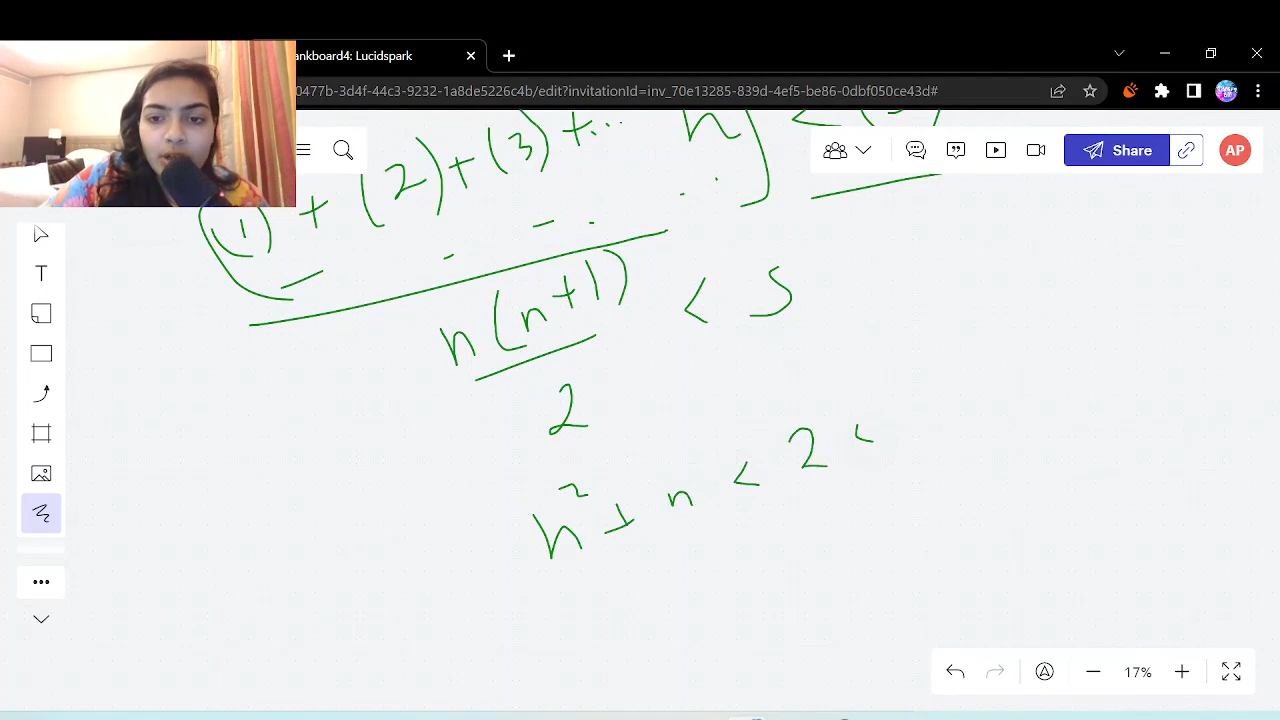 ankboard4: Lucidspark
0477b-3d4f-44c3-9232-1a8de5226c4b/edit?invitationId=inv_70e13285-839d-4ef5-be86-0dbf050ce43d#
Share
AP
(1) + (2) + (3) + ... n ] <
n(n+1) < S
2
n² + n < 2
T
17%